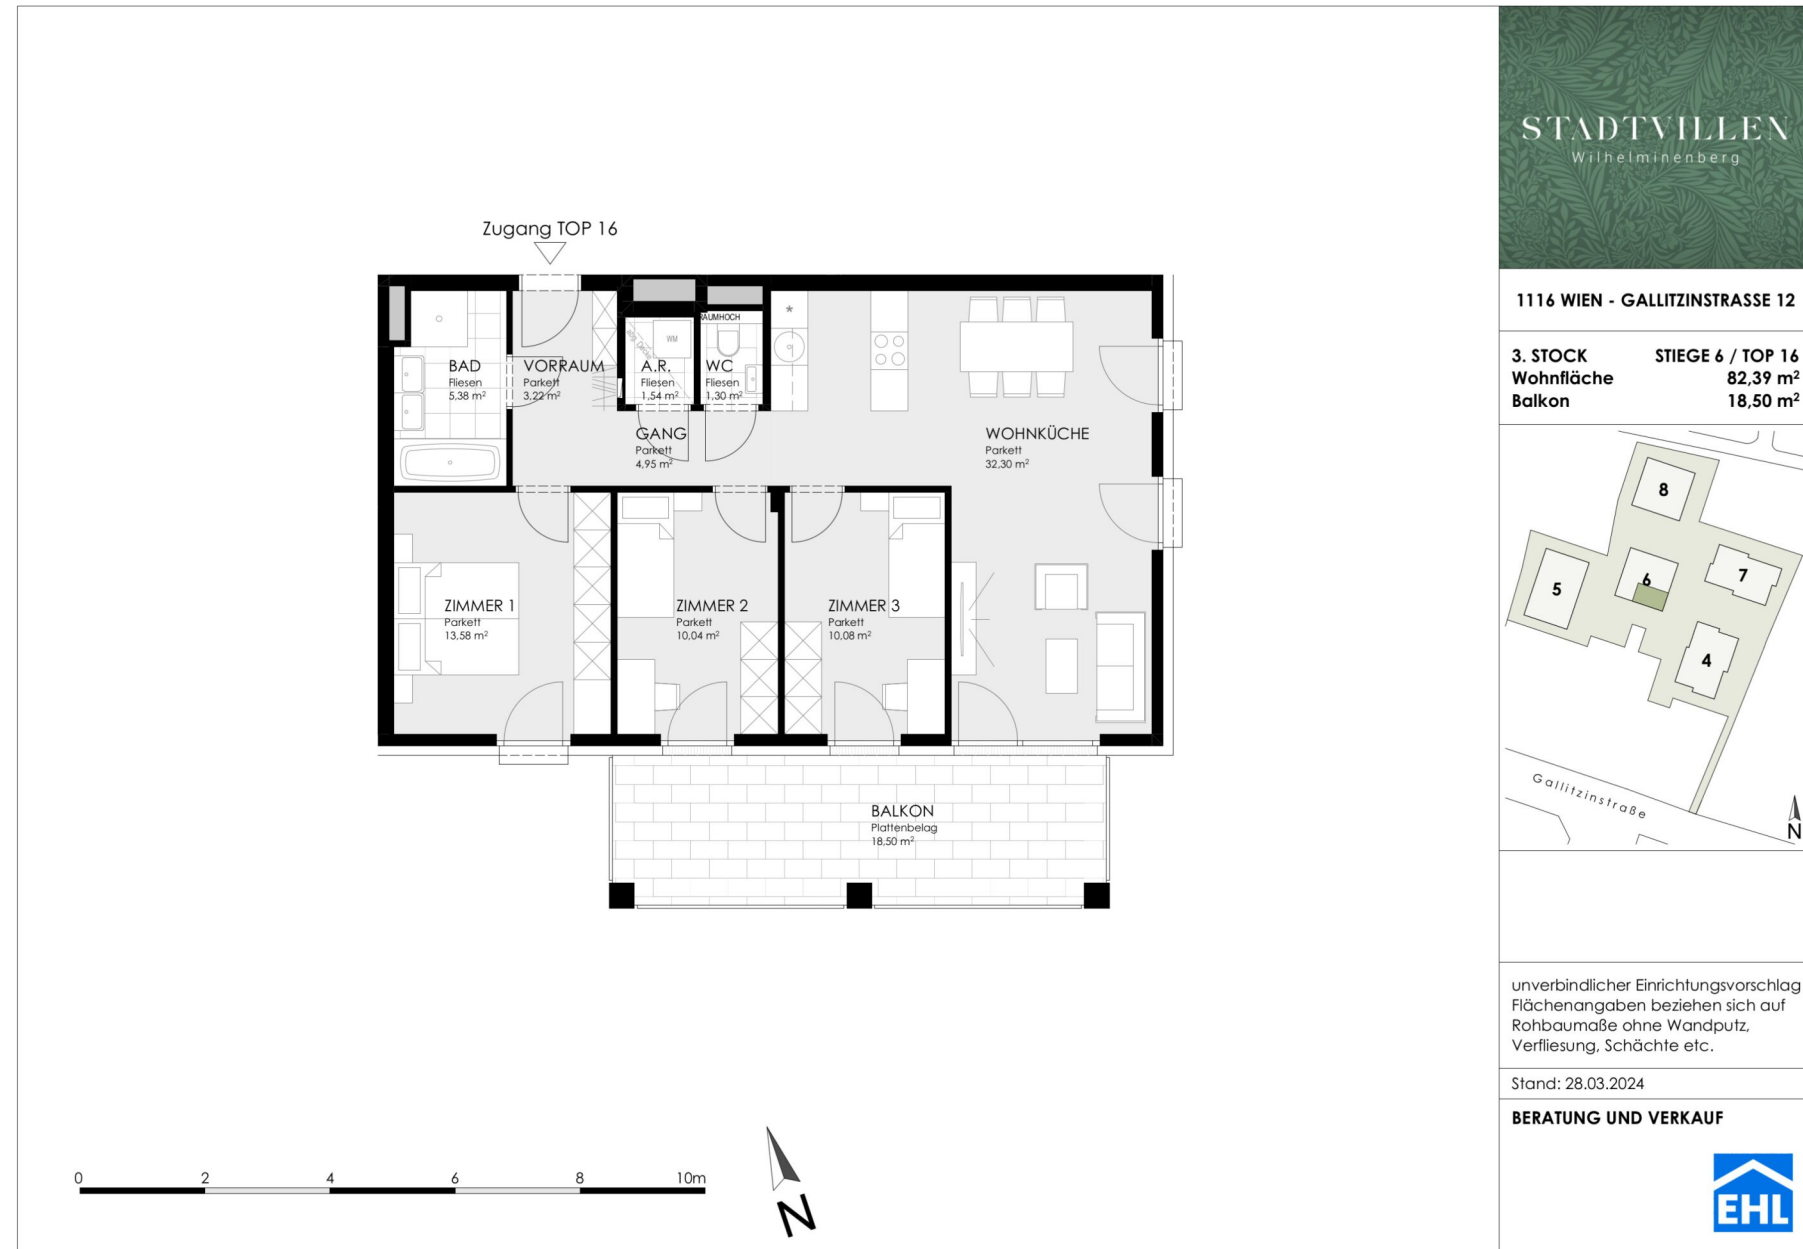 STADTVILLEN
Wilhelminenberg
1116 WIEN - GALLITZINSTRASSE 12
3. STOCK STIEGE 6 / TOP 16
Wohnfläche 82,39 m²
Balkon 18,50 m²
8
5
6
7
4
Gallitzinstraße
N
unverbindlicher Einrichtungsvorschlag
Flächenangaben beziehen sich auf
Rohbaumaße ohne Wandputz,
Verfliesung, Schächte etc.
Stand: 28.03.2024
BERATUNG UND VERKAUF
EHL
Zugang TOP 16
BAD
Fliesen
5,38 m²
VORRAUM
Parkett
3,22 m²
abg. Decke
WM
A.R.
Fliesen
1,54 m²
RAUMHOCH
WC
Fliesen
1,30 m²
*
GANG
Parkett
4,95 m²
WOHNKÜCHE
Parkett
32,30 m²
ZIMMER 1
Parkett
13,58 m²
ZIMMER 2
Parkett
10,04 m²
ZIMMER 3
Parkett
10,08 m²
BALKON
Plattenbelag
18,50 m²
0 2 4 6 8 10m
N